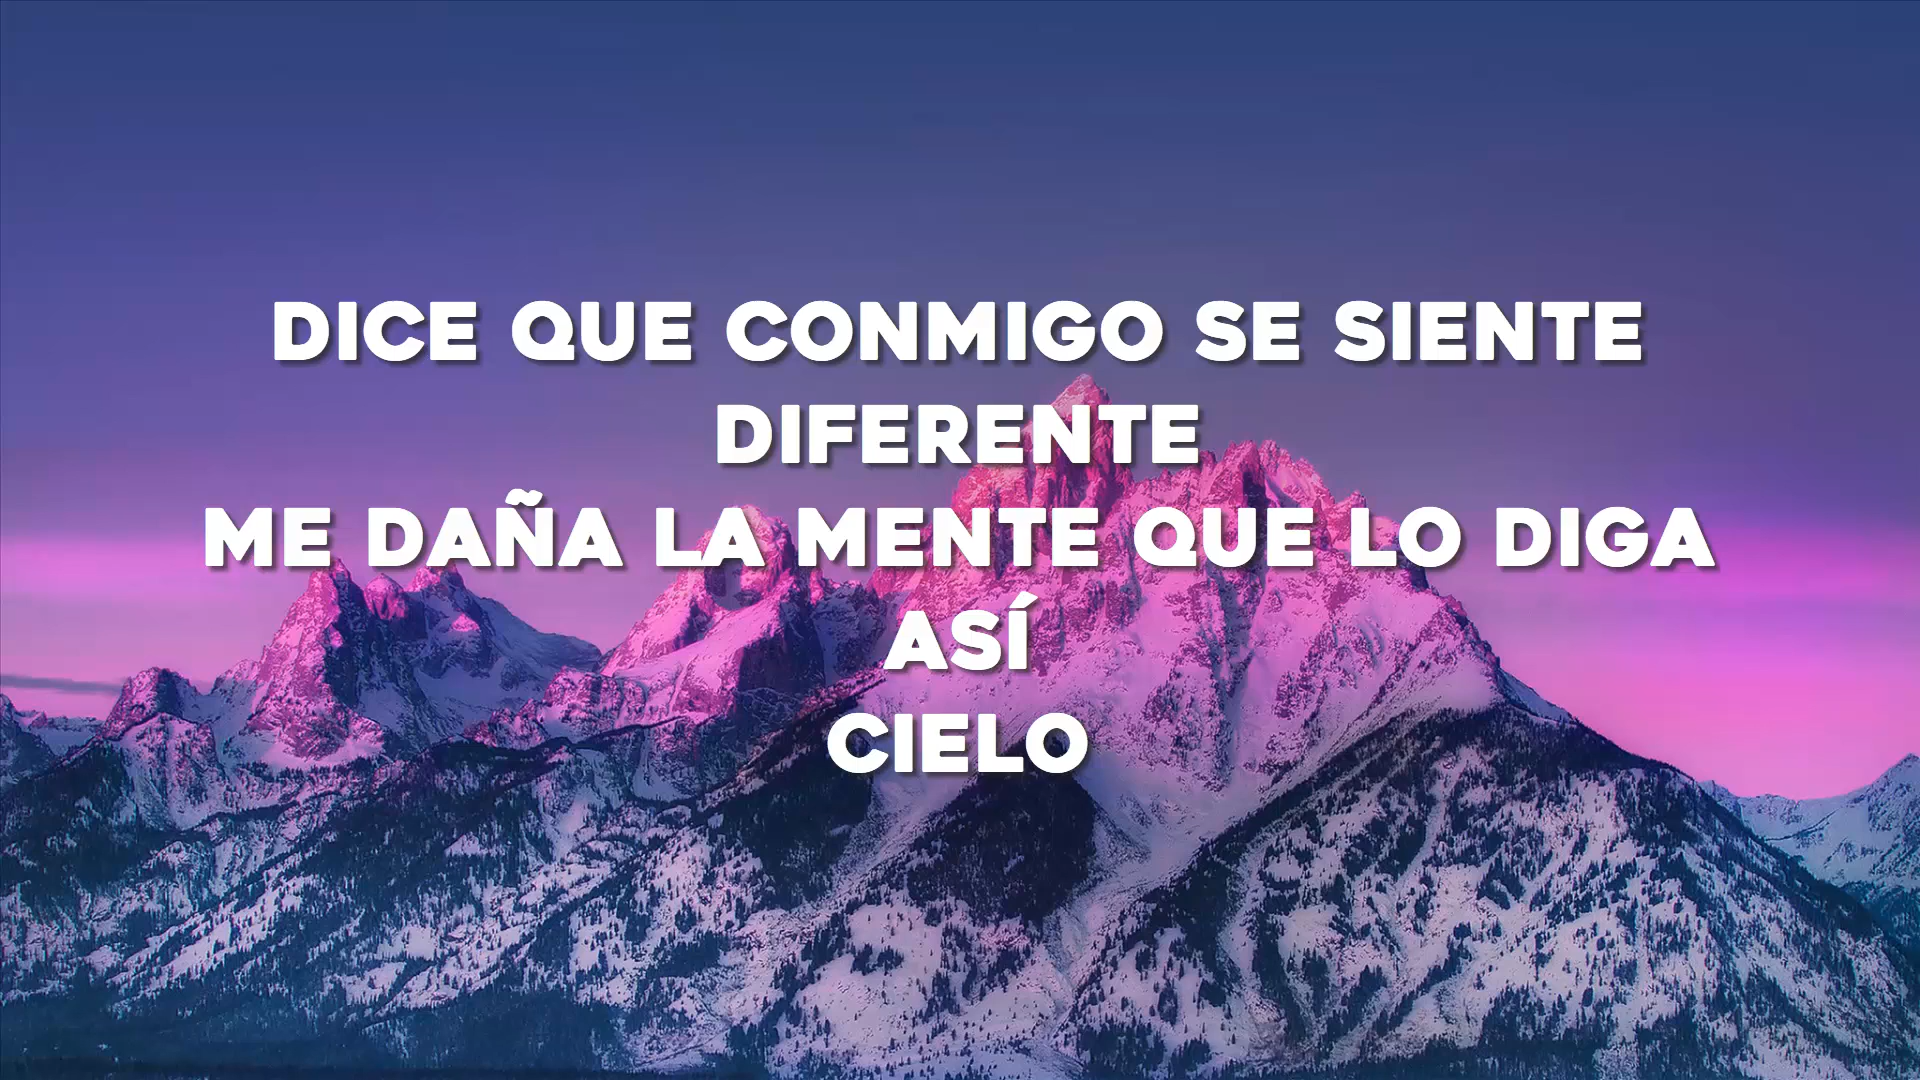 DICE QUE CONMIGO SE SIENTE
DIFERENTE
ME DAÑA LA MENTE QUE LO DIGA
ASÍ
CIELO